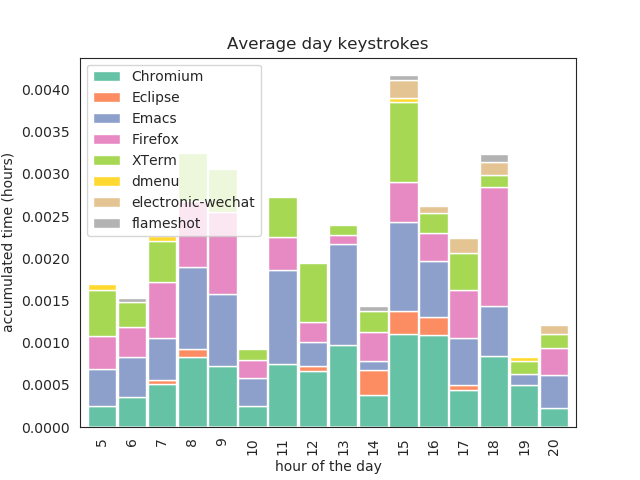 Average day keystrokes
accumulated time (hours)
0.0040
0.0035
0.0030
0.0025
0.0020
0.0015
0.0010
0.0005
0.0000
Chromium
Eclipse
Emacs
Firefox
XTerm
dmenu
electronic-wechat
flameshot
5 6 7 8 9 10 11 12 13 14 15 16 17 18 19 20
hour of the day